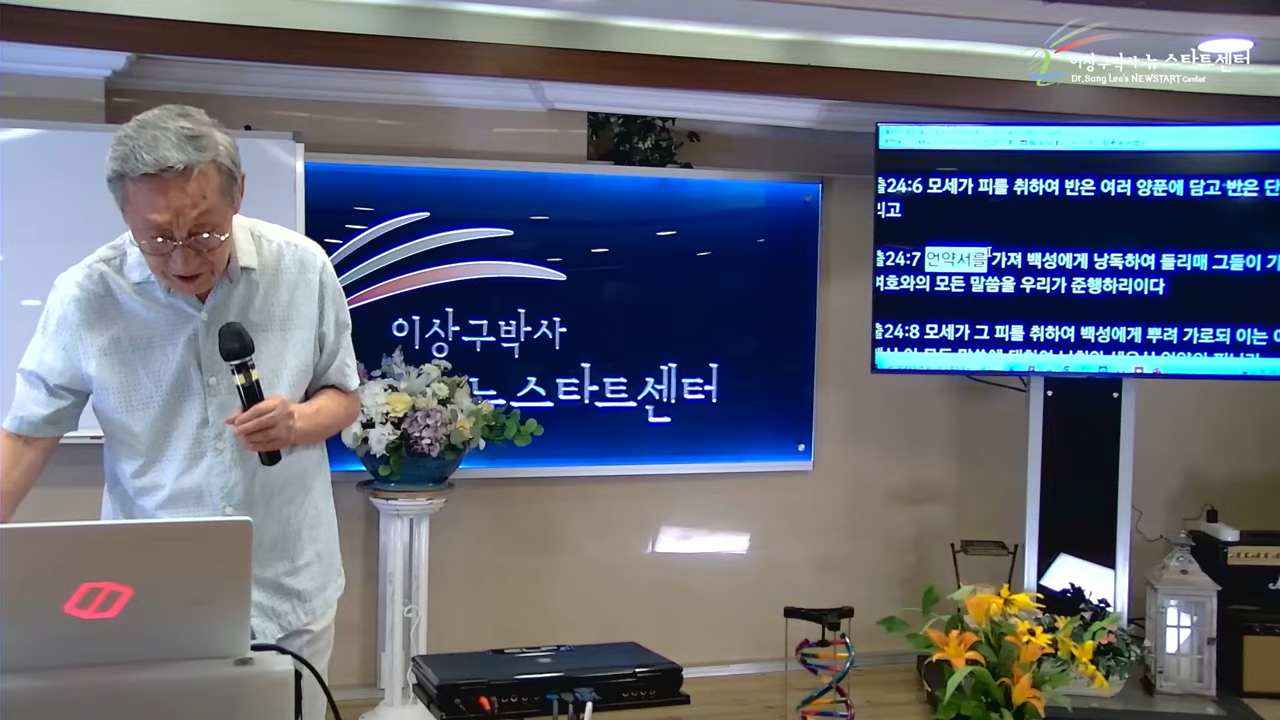 이상구박사 뉴스타트센터
Dr. Sang Lee's NEWSTART Center
이상구박사
뉴스타트센터
출24:6 모세가 피를 취하여 반은 여러 양푼에 담고 반은 단
리고
출24:7 언약서를 가져 백성에게 낭독하여 들리매 그들이 가
여호와의 모든 말씀을 우리가 준행하리이다
출24:8 모세가 그 피를 취하여 백성에게 뿌려 가로되 이는